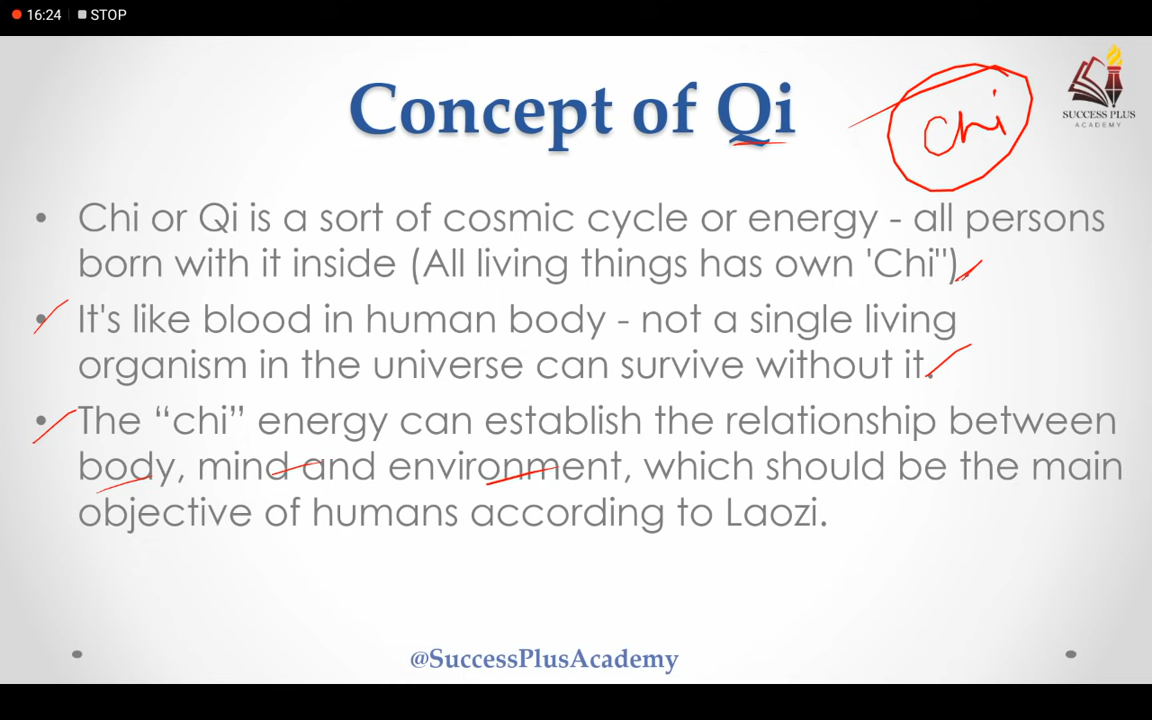 16:24 STOP
Concept of Qi
chi
SUCCESS PLUS
ACADEMY
• Chi or Qi is a sort of cosmic cycle or energy - all persons
born with it inside (All living things has own 'Chi").
• It's like blood in human body - not a single living
organism in the universe can survive without it.
• The “chi” energy can establish the relationship between
body, mind and environment, which should be the main
objective of humans according to Laozi.
@SuccessPlusAcademy